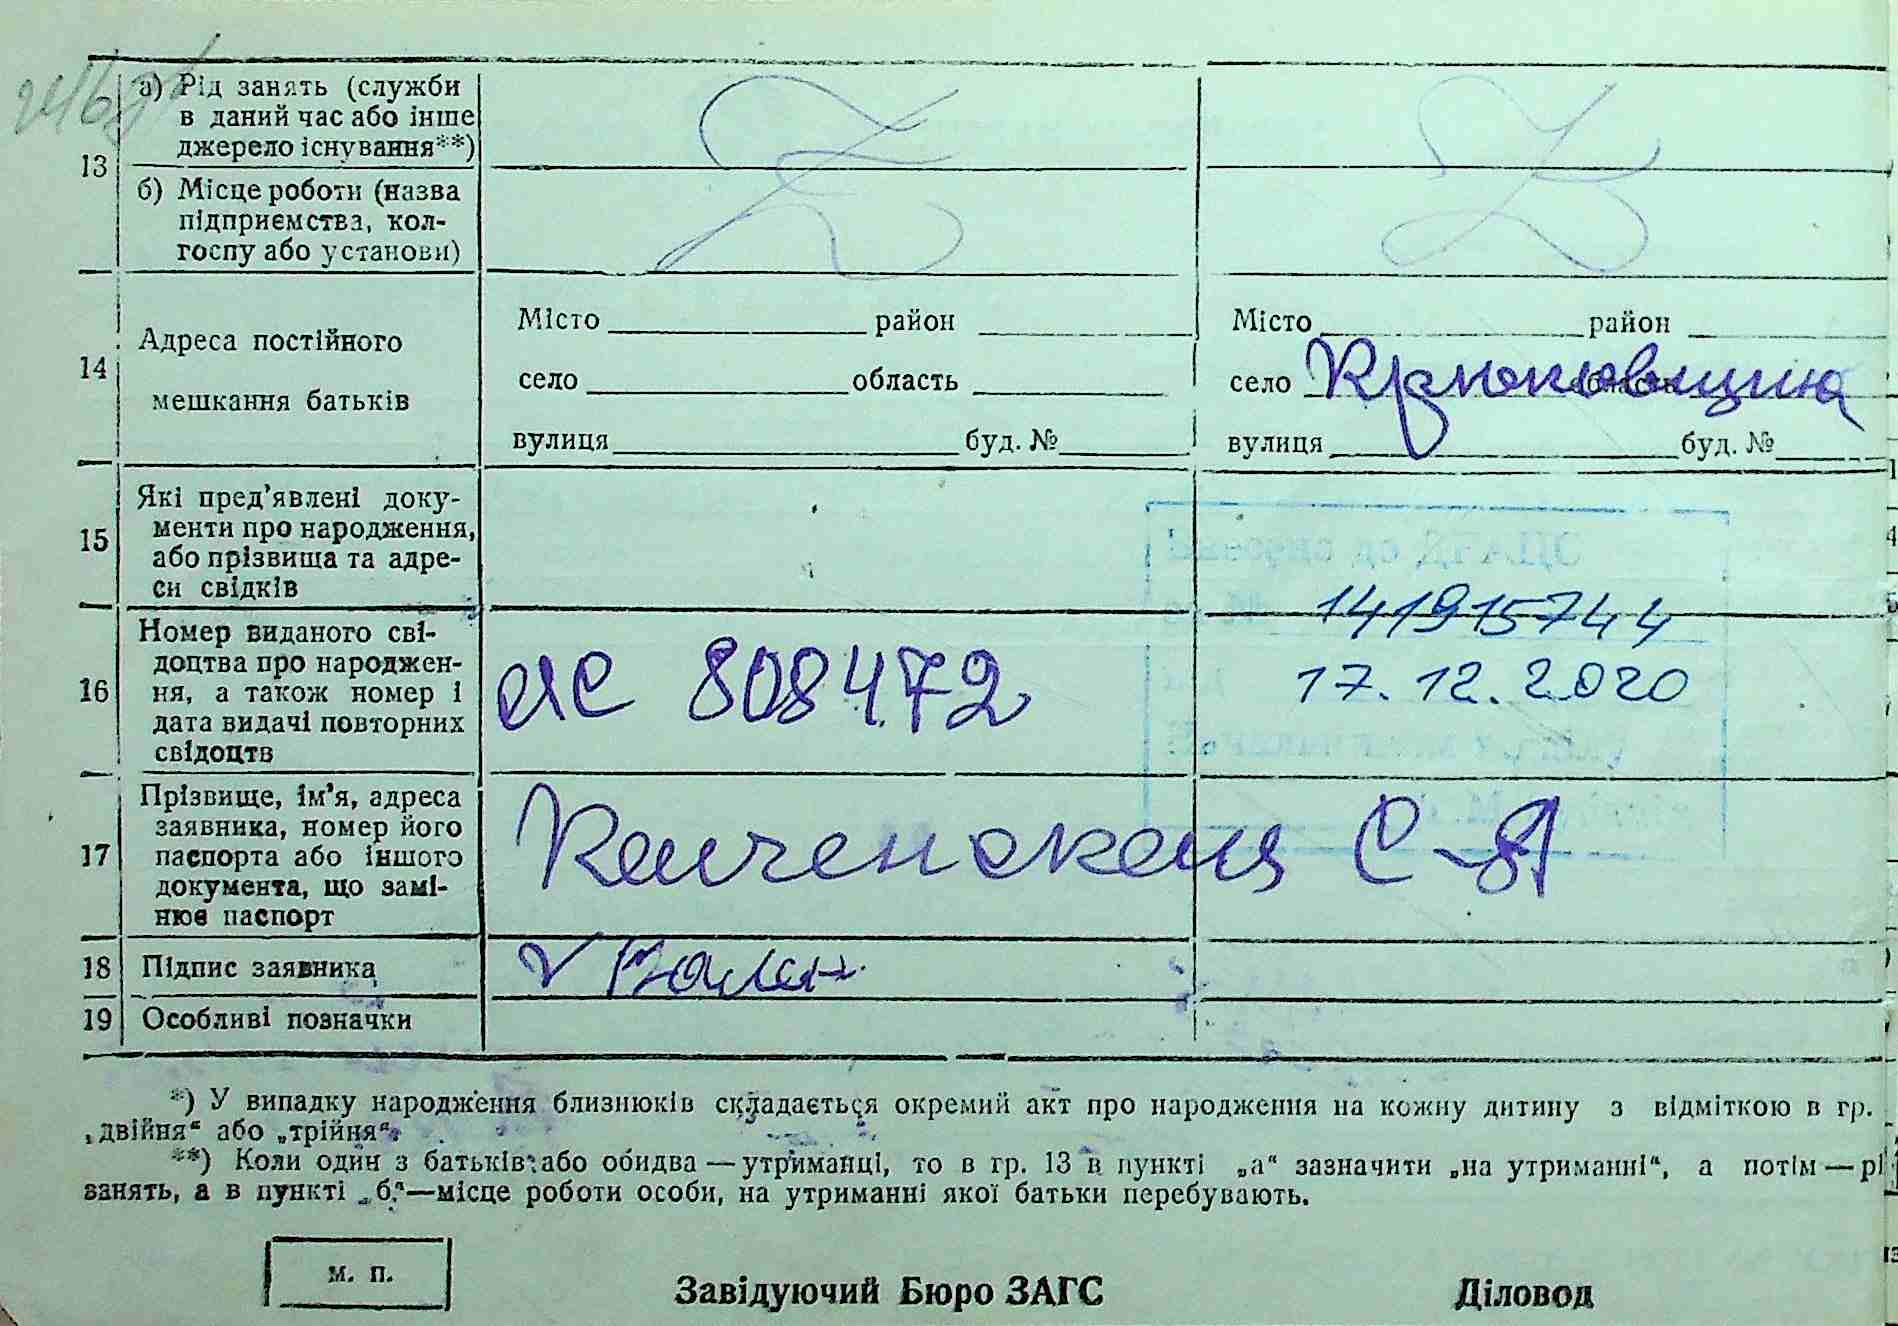 13 а) Рід занять (служби
в даний час або інше
джерело існування**)
б) Місце роботи (назва
підприємства, кол-
госпу або установи)
14 Адреса постійного
мешкання батьків
Місто район
село область
вулиця буд. №
Місто район
село Крюковщина
вулиця буд. №
15 Які пред'явлені доку-
менти про народження,
або прізвища та адре-
си свідків
16 Номер виданого сві-
доцтва про народжен-
ня, а також номер і
дата видачі повторних
свідоцтв
ЯС 808472
141915744
17.12.2020
17 Прізвище, ім'я, адреса
заявника, номер його
паспорта або іншого
документа, що замі-
нює паспорт
18 Підпис заявника
19 Особливі позначки
*) У випадку народження близнюків складається окремий акт про народження на кожну дитину з відміткою в гр.
„двійня“ або „трійня“.
**) Коли один з батьків або обидва — утриманці, то в гр. 13 в пункті „а“ зазначити „на утриманні“, а потім — рі
занять, а в пункті „б“—місце роботи особи, на утриманні якої батьки перебувають.
м. п.
Завідуючий Бюро ЗАГС Діловод